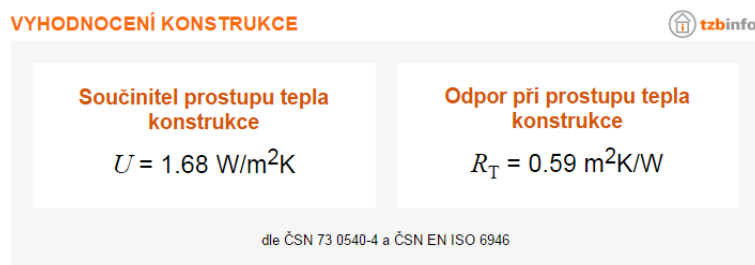 VYHODNOCENÍ KONSTRUKCE
tzbinfo
Součinitel prostupu tepla
konstrukce
U = 1.68 W/m²K
Odpor při prostupu tepla
konstrukce
R_T = 0.59 m²K/W
dle ČSN 73 0540-4 a ČSN EN ISO 6946